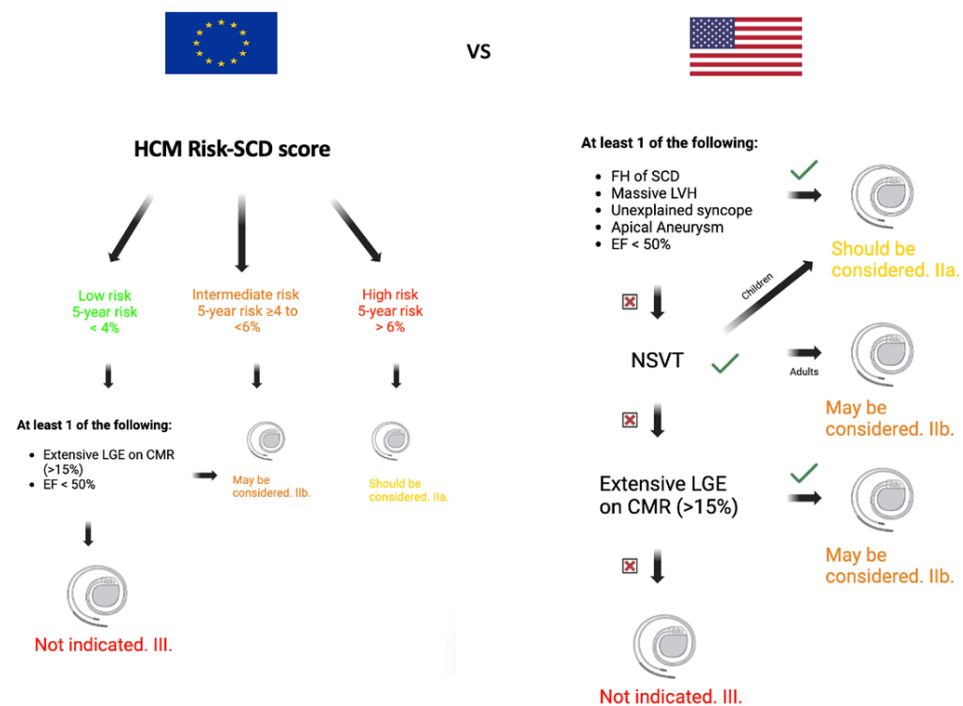 VS
HCM Risk-SCD score
Low risk
5-year risk
< 4%
Intermediate risk
5-year risk ≥4 to
<6%
High risk
5-year risk
> 6%
At least 1 of the following:
• Extensive LGE on CMR
(>15%)
• EF < 50%
May be
considered. IIb.
Should be
considered. IIa.
Not indicated. III.
At least 1 of the following:
• FH of SCD
• Massive LVH
• Unexplained syncope
• Apical Aneurysm
• EF < 50%
Should be
considered. IIa.
Children
NSVT
Adults
May be
considered. IIb.
Extensive LGE
on CMR (>15%)
May be
considered. IIb.
Not indicated. III.